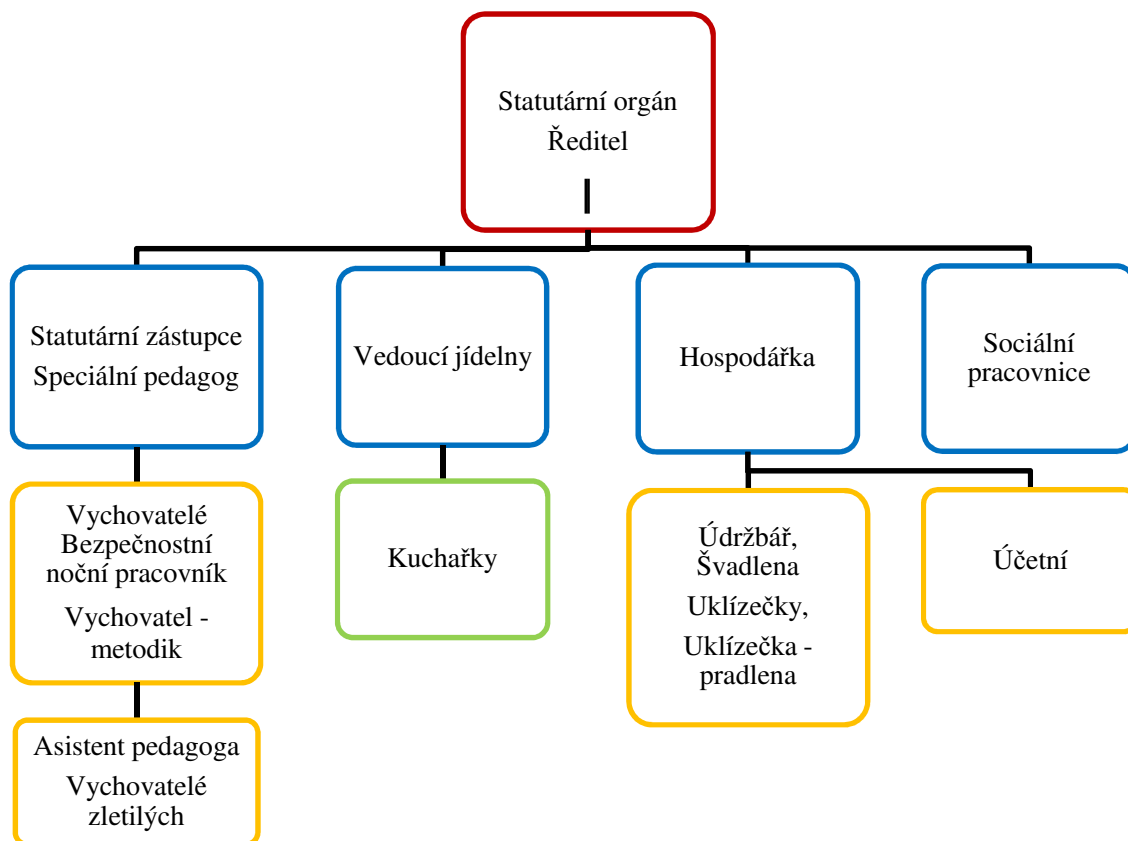 Statutární orgán
Ředitel
Statutární zástupce
Speciální pedagog
Vedoucí jídelny
Hospodářka
Sociální
pracovnice
Vychovatelé
Bezpečnostní
noční pracovník
Vychovatel -
metodik
Kuchařky
Údržbář,
Švadlena
Uklízečky,
Uklízečka -
pradlena
Účetní
Asistent pedagoga
Vychovatelé
zletilých